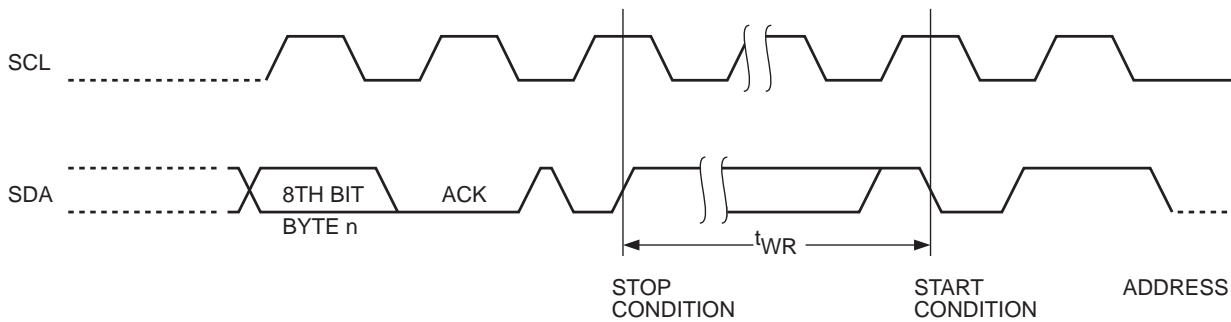 SCL
SDA
8TH BIT
ACK
BYTE n
tWR
STOP
CONDITION
START
CONDITION
ADDRESS